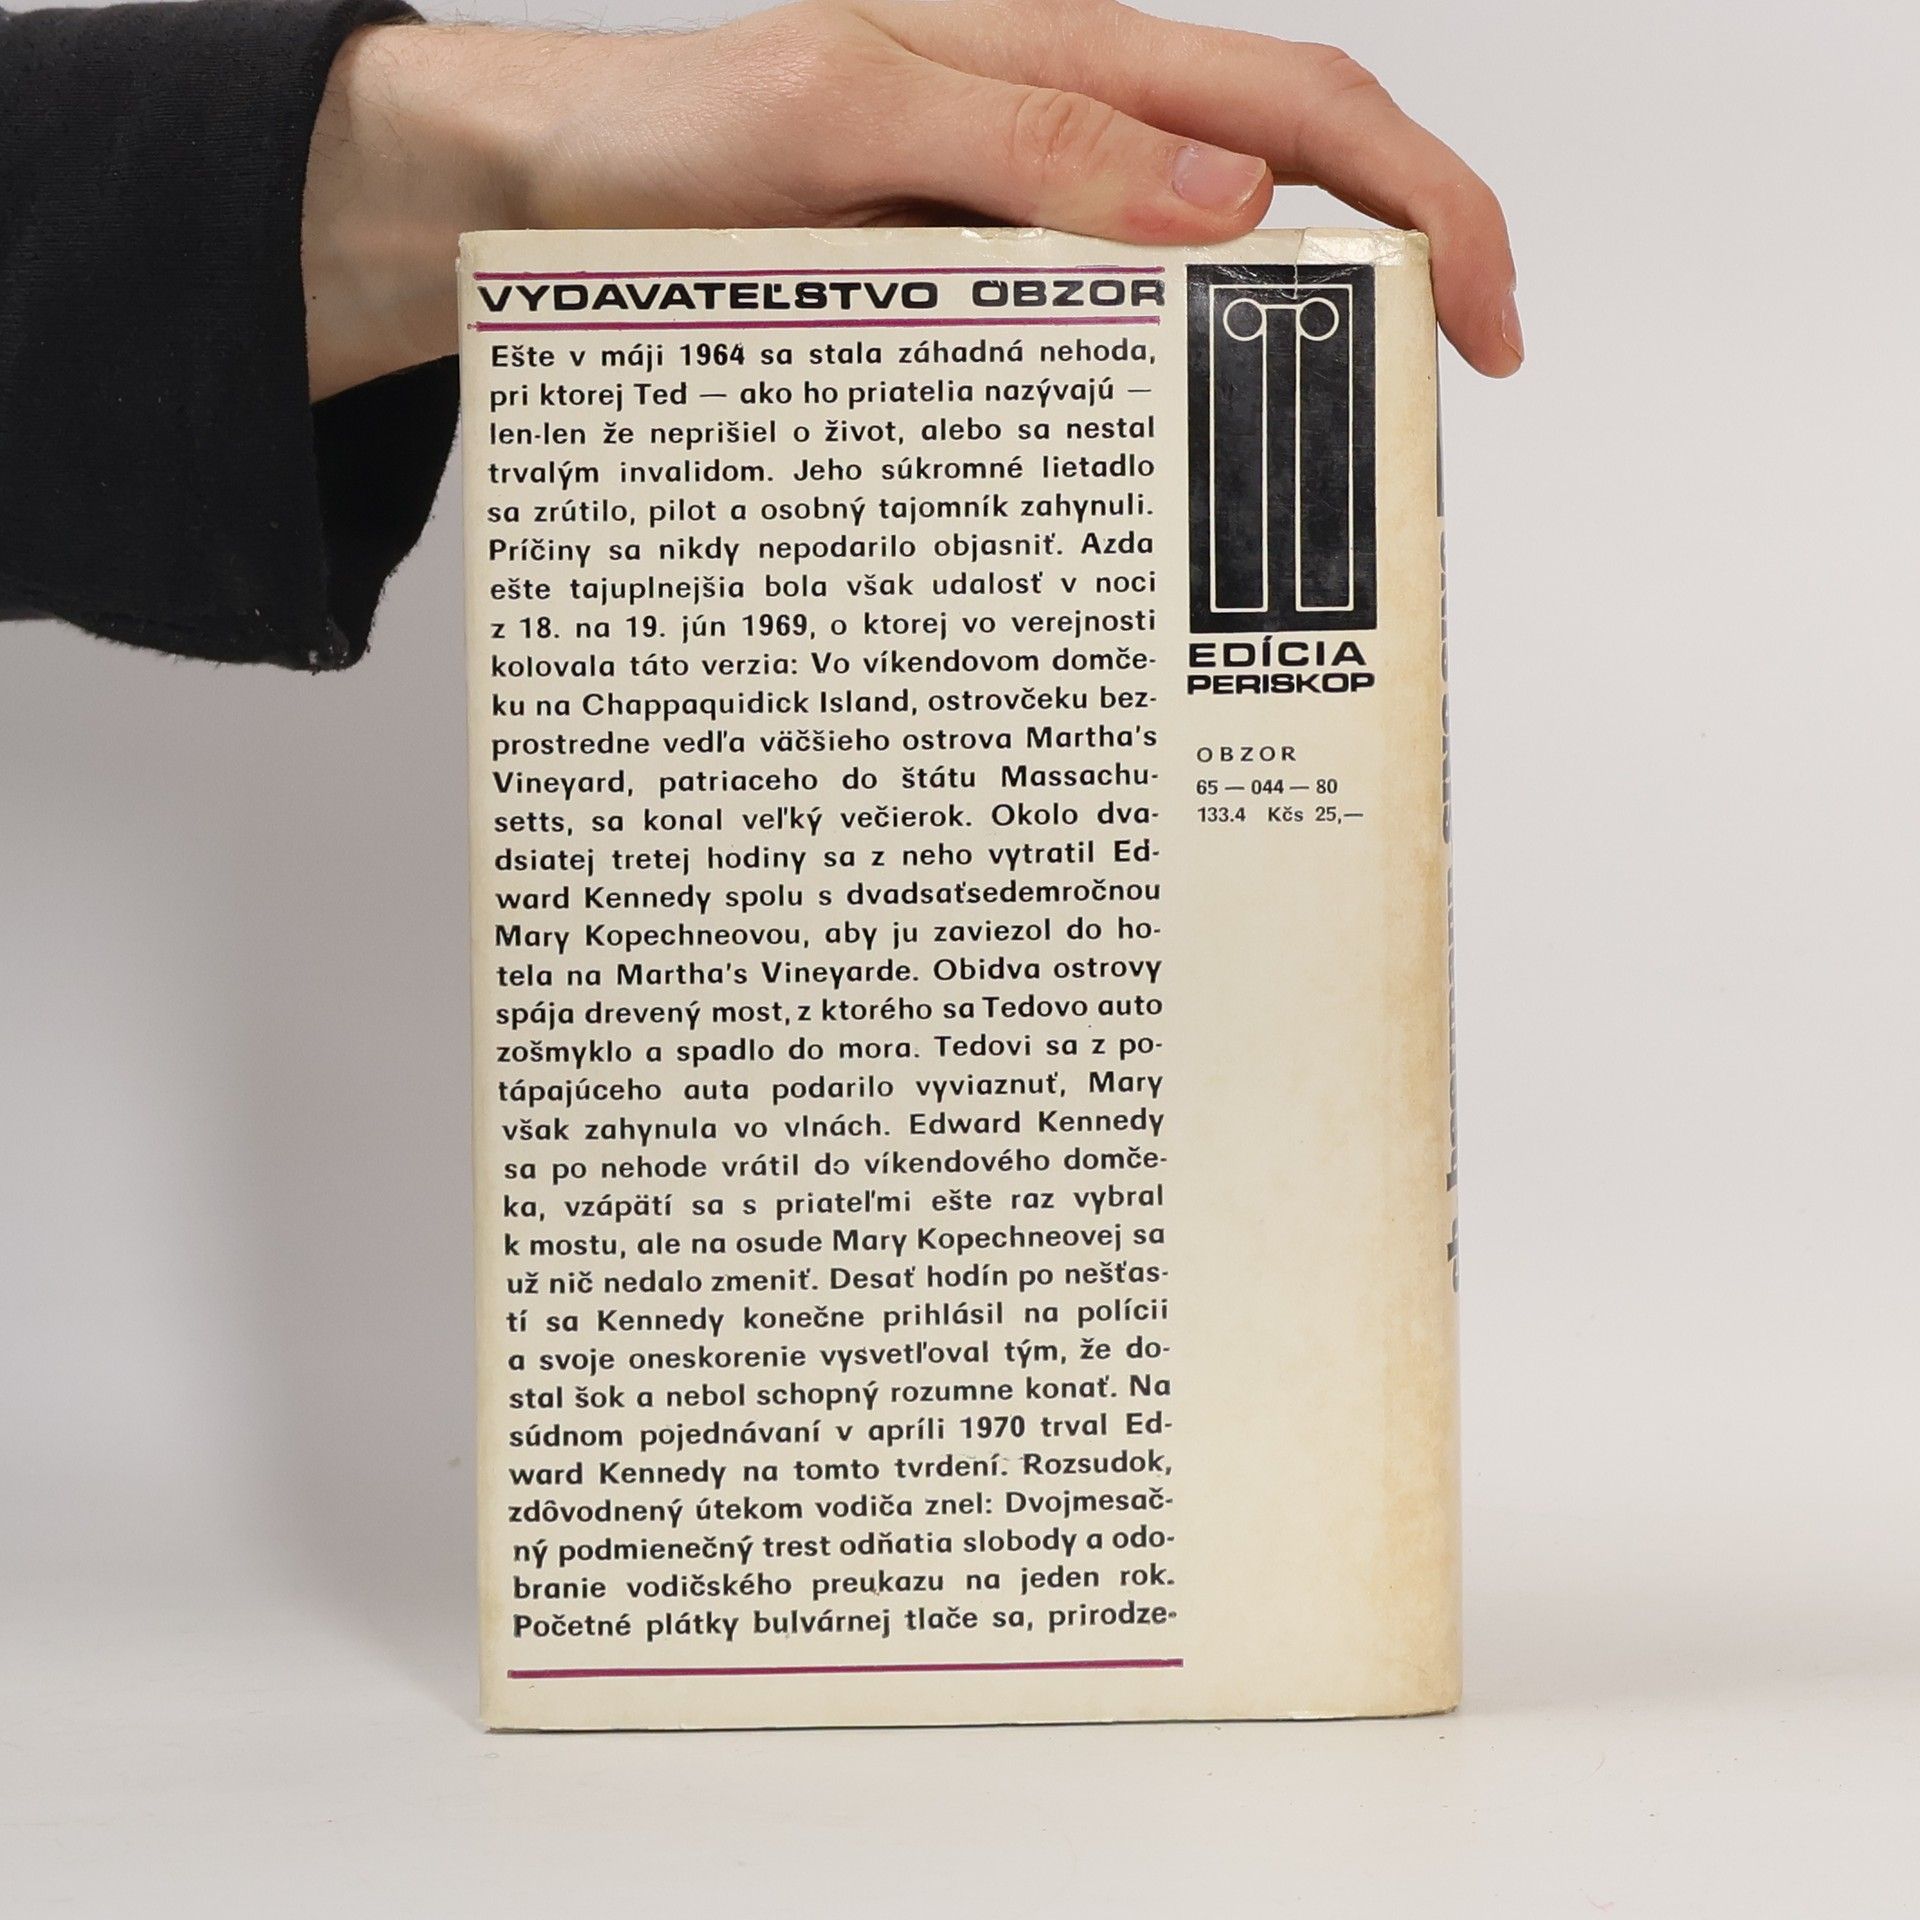 VYDAVATEĽSTVO OBZOR
Ešte v máji 1964 sa stala záhadná nehoda,
pri ktorej Ted — ako ho priatelia nazývajú —
len-len že neprišiel o život, alebo sa nestal
trvalým invalidom. Jeho súkromné lietadlo
sa zrútilo, pilot a osobný tajomník zahynuli.
Príčiny sa nikdy nepodarilo objasniť. Azda
ešte tajuplnejšia bola však udalosť v noci
z 18. na 19. jún 1969, o ktorej vo verejnosti
kolovala táto verzia: Vo víkendovom domče-
ku na Chappaquidick Island, ostrovčeku bez-
prostredne vedľa väčšieho ostrova Martha's
Vineyard, patriaceho do štátu Massachu-
setts, sa konal veľký večierok. Okolo dva-
dsiatej tretej hodiny sa z neho vytratil Ed-
ward Kennedy spolu s dvadsaťsedemročnou
Mary Kopechneovou, aby ju zaviezol do ho-
tela na Martha's Vineyarde. Obidva ostrovy
spája drevený most, z ktorého sa Tedovo auto
zošmyklo a spadlo do mora. Tedovi sa z po-
tápajúceho auta podarilo vyviaznuť, Mary
však zahynula vo vlnách. Edward Kennedy
sa po nehode vrátil do víkendového domče-
ka, vzápätí sa s priateľmi ešte raz vybral
k mostu, ale na osude Mary Kopechneovej sa
už nič nedalo zmeniť. Desať hodín po nešťas-
tí sa Kennedy konečne prihlásil na polícii
a svoje oneskorenie vysvetľoval tým, že do-
stal šok a nebol schopný rozumne konať. Na
súdnom pojednávaní v apríli 1970 trval Ed-
ward Kennedy na tomto tvrdení. Rozsudok,
zdôvodnený útekom vodiča znel: Dvojmesač-
ný podmienečný trest odňatia slobody a odo-
branie vodičského preukazu na jeden rok.
Početné plátky bulvárnej tlače sa, prirodze-
EDÍCIA
PERISKOP
OBZOR
65 — 044 — 80
133.4 Kčs 25,—